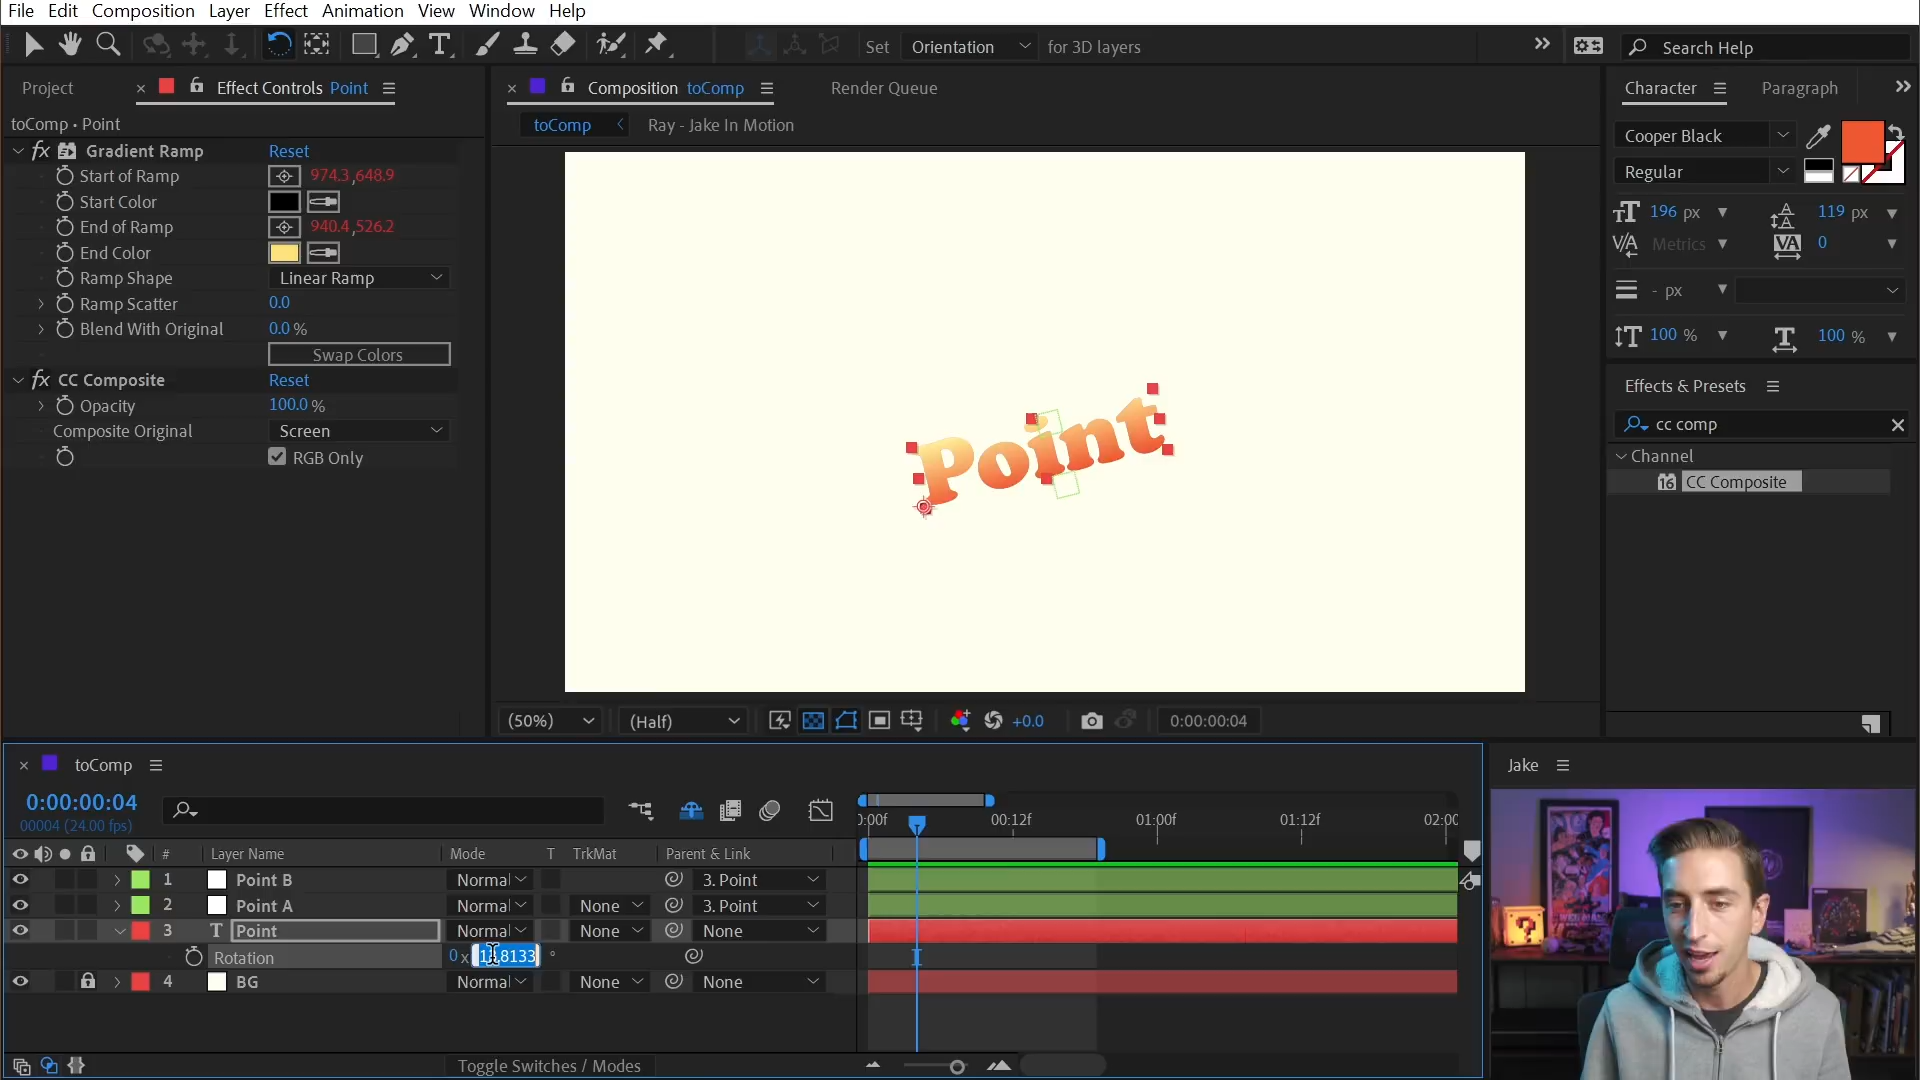 File Edit Composition Layer Effect Animation View Window Help
Set Orientation for 3D layers Search Help
Project Effect Controls Point
toComp • Point
fx Gradient Ramp Reset
Start of Ramp 974.3,648.9
Start Color
End of Ramp 940.4,526.2
End Color
Ramp Shape Linear Ramp
Ramp Scatter 0.0
Blend With Original 0.0 %
Swap Colors
fx CC Composite Reset
Opacity 100.0 %
Composite Original Screen
RGB Only
Composition toComp Render Queue
toComp Ray - Jake In Motion
Point
(50%) (Half) +0.0 0:00:00:04
Character Paragraph
Cooper Black
Regular
196 px 119 px
Metrics 0
- px
100 % 100 %
Effects & Presets
cc comp
Channel
16 CC Composite
toComp
0:00:00:04
00004 (24.00 fps)
00:12f 01:00f 01:12f 02:00
# Layer Name Mode T TrkMat Parent & Link
1 Point B Normal 3. Point
2 Point A Normal None 3. Point
3 T Point Normal None None
Rotation 0 x °
4 BG Normal None None
Toggle Switches / Modes
Jake